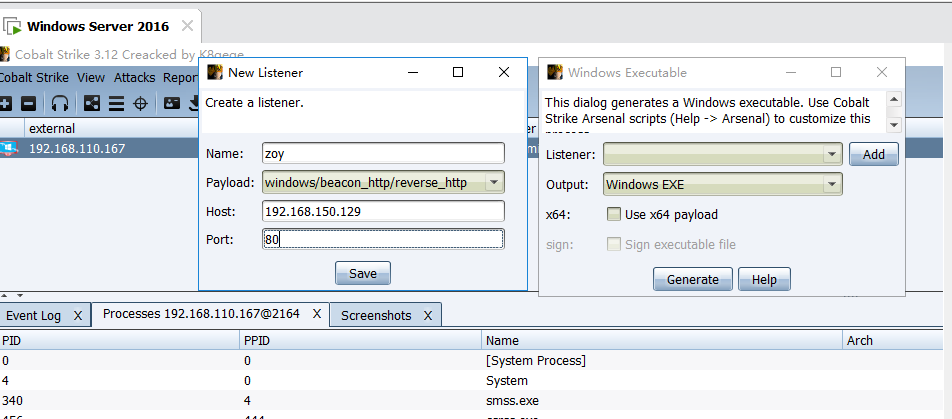 Windows Server 2016
Cobalt Strike 3.12 Creacked by K8gege
Cobalt Strike View Attacks Repor
external
192.168.110.167
New Listener
Create a listener.
Name: zoy
Payload: windows/beacon_http/reverse_http
Host: 192.168.150.129
Port: 80
Save
Windows Executable
This dialog generates a Windows executable. Use Cobalt
Strike Arsenal scripts (Help -> Arsenal) to customize this
Listener: Add
Output: Windows EXE
x64: Use x64 payload
sign: Sign executable file
Generate Help
Event Log X Processes 192.168.110.167@2164 X Screenshots X
PID PPID Name Arch
0 0 [System Process]
4 0 System
340 4 smss.exe